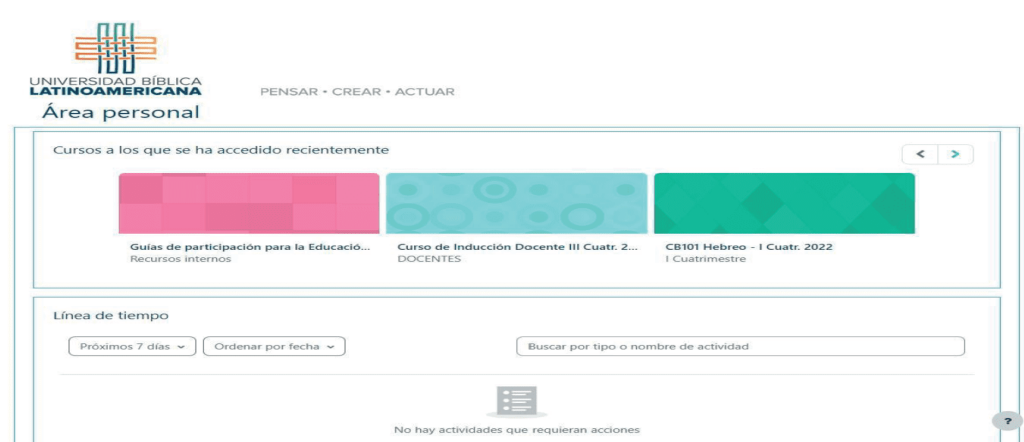 UNIVERSIDAD BÍBLICA
LATINOAMERICANA
PENSAR • CREAR • ACTUAR
Área personal
Cursos a los que se ha accedido recientemente
Guías de participación para la Educació...
Recursos internos
Curso de Inducción Docente III Cuatr. 2...
DOCENTES
CB101 Hebreo - I Cuatr. 2022
I Cuatrimestre
Línea de tiempo
Próximos 7 días
Ordenar por fecha
Buscar por tipo o nombre de actividad
No hay actividades que requieran acciones
?